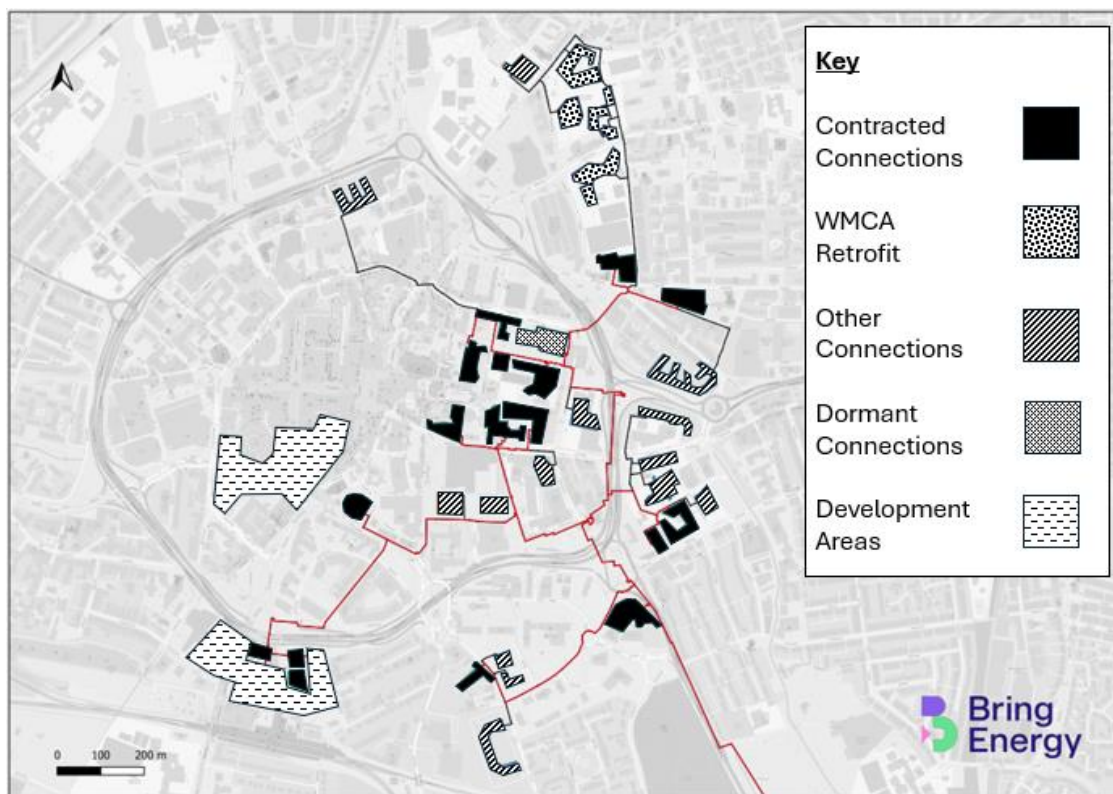 Key
Contracted
Connections
WMCA
Retrofit
Other
Connections
Dormant
Connections
Development
Areas
0 100 200 m
Bring
Energy